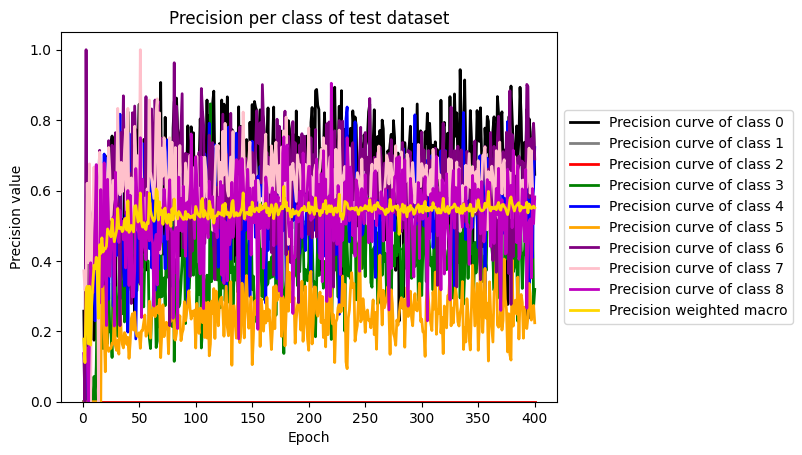 Precision per class of test dataset
1.0
0.8
0.6
0.4
0.2
0.0
Precision value
0
50
100
150
200
250
300
350
400
Epoch
Precision curve of class 0
Precision curve of class 1
Precision curve of class 2
Precision curve of class 3
Precision curve of class 4
Precision curve of class 5
Precision curve of class 6
Precision curve of class 7
Precision curve of class 8
Precision weighted macro